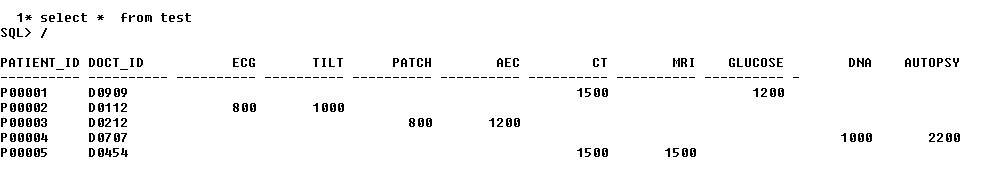 1* select *  from test
SQL> /
PATIENT_ID DOCT_ID           ECG       TILT      PATCH        AEC         CT        MRI    GLUCOSE        DNA    AUTOPSY
---------- ---------- ---------- ---------- ---------- ---------- ---------- ---------- ---------- -
P00001     D0909                                                        1500                  1200
P00002     D0112             800       1000
P00003     D0212                                   800       1200
P00004     D0707                                                                                         1000       2200
P00005     D0454                                                        1500       1500